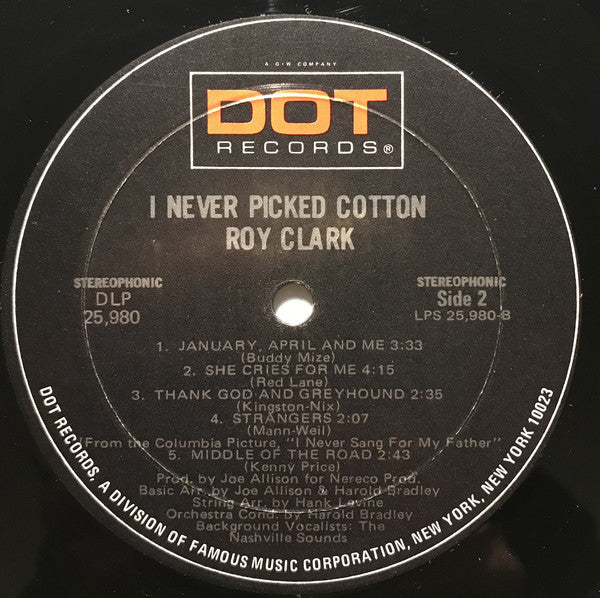 A G+W COMPANY
DOT
RECORDS®
I NEVER PICKED COTTON
ROY CLARK
STEREOPHONIC
DLP
25,980
STEREOPHONIC
Side 2
LPS 25,980-B
1. JANUARY, APRIL AND ME 3:33
(Buddy Mize)
2. SHE CRIES FOR ME 4:15
(Red Lane)
3. THANK GOD AND GREYHOUND 2:35
(Kingston-Nix)
4. STRANGERS 2:07
(Mann-Weil)
(From the Columbia Picture, "I Never Sang For My Father"
5. MIDDLE OF THE ROAD 2:43
(Kenny Price)
Prod. by Joe Allison for Nereco Prod.
Basic Arr. by Joe Allison & Harold Bradley
String Arr. by Hank Levine
Orchestra Cond. by Harold Bradley
Background Vocalists: The
Nashville Sounds
DOT RECORDS, A DIVISION OF FAMOUS MUSIC CORPORATION, NEW YORK, NEW YORK 10023